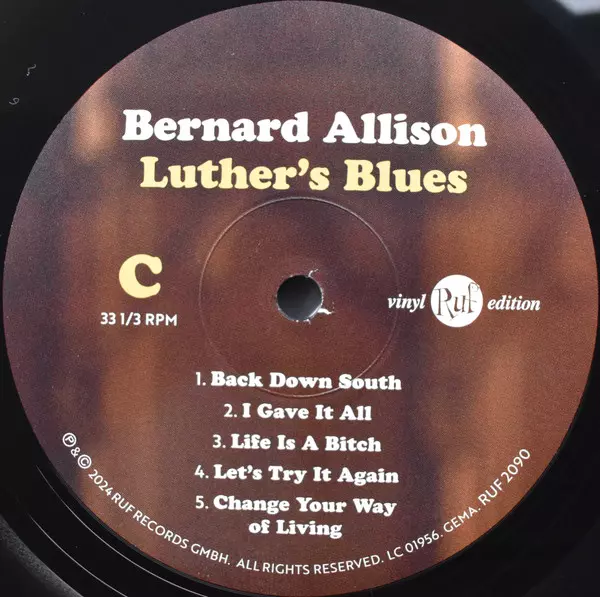 Bernard Allison
Luther's Blues
C
33 1/3 RPM
vinyl Ruf edition
1. Back Down South
2. I Gave It All
3. Life Is A Bitch
4. Let's Try It Again
5. Change Your Way
of Living
℗ & © 2024 RUF RECORDS GMBH. ALL RIGHTS RESERVED. LC 01956. GEMA. RUF 2090